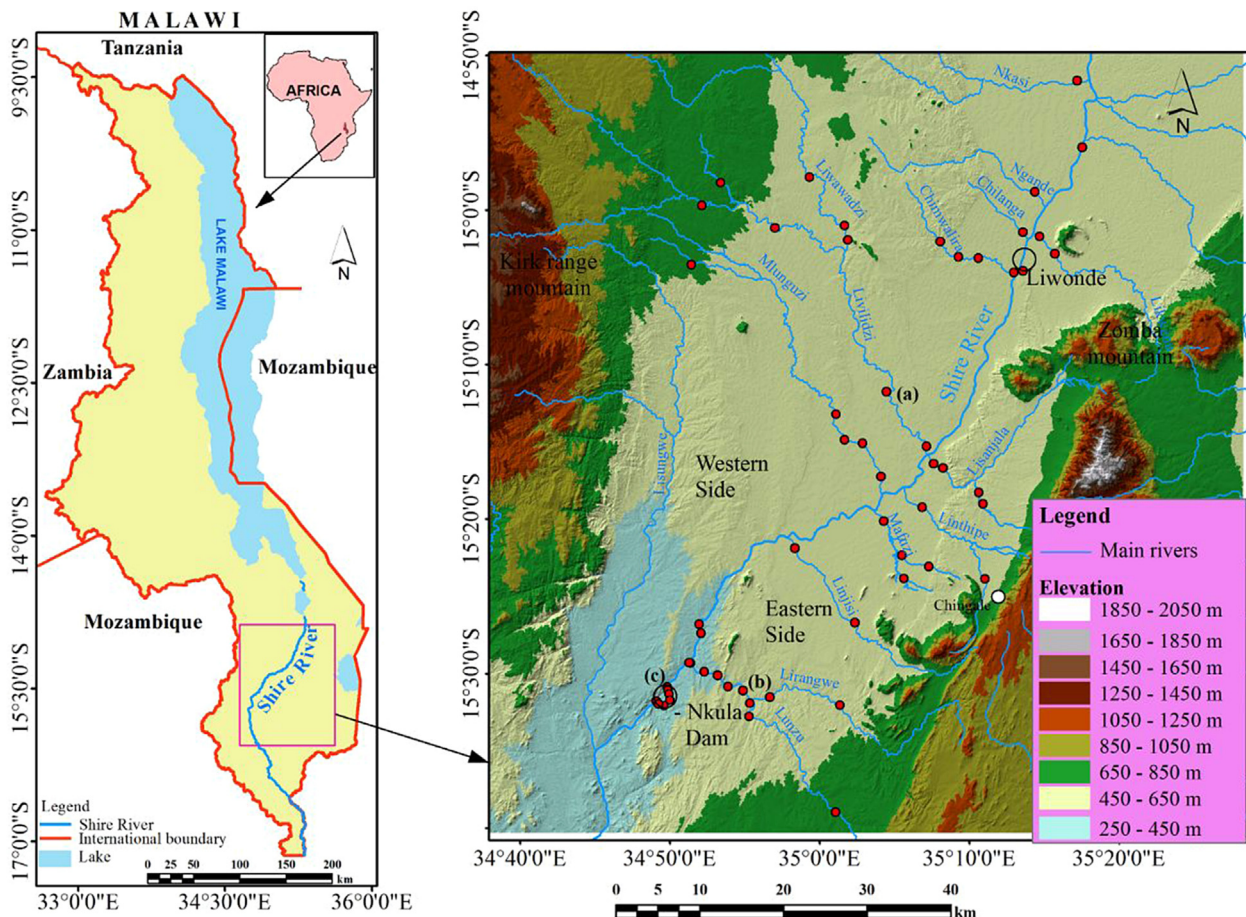 MALAWI
Tanzania
AFRICA
N
LAKE MALAWI
Zambia
Mozambique
Mozambique
Shire River
9°30'0"S
11°0'0"S
12°30'0"S
14°0'0"S
15°30'0"S
17°0'0"S
Legend
Shire River
International boundary
Lake
0 25 50 100 150 200
km
33°0'0"E
34°30'0"E
36°0'0"E
14°50'0"S
15°0'0"S
15°10'0"S
15°20'0"S
15°30'0"S
Nkasi
N
Liwawadzi
Ngande
Chilanga
Chimwalira
Kirk range
mountain
Mlunguzi
Liwonde
Livilidzi
Shire River
Zomba
mountain
(a)
Lisungwe
Western
Side
Lisanjala
Linthipe
Mafuri
Linjisi
Chingale
Eastern
Side
(c)
(b)
Lirangwe
- Nkula
Dam
Lunzu
Legend
Main rivers
Elevation
1850 - 2050 m
1650 - 1850 m
1450 - 1650 m
1250 - 1450 m
1050 - 1250 m
850 - 1050 m
650 - 850 m
450 - 650 m
250 - 450 m
34°40'0"E
34°50'0"E
35°0'0"E
35°10'0"E
35°20'0"E
0 5 10 20 30 40
km